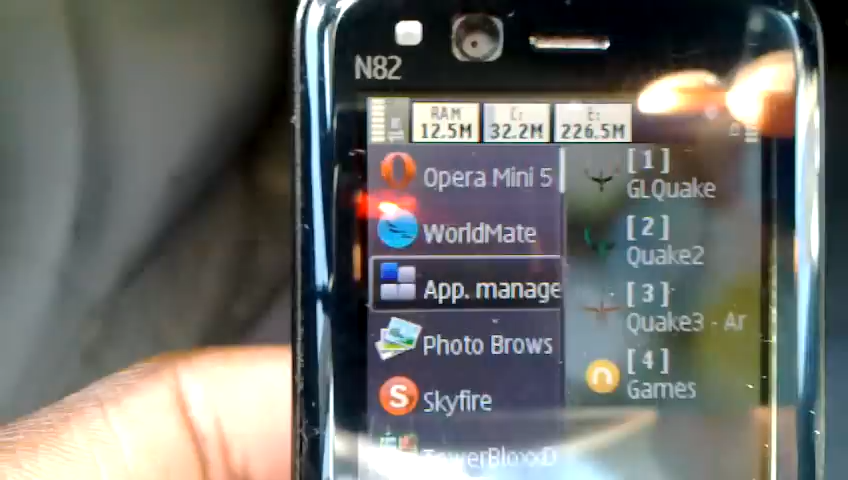 N82
RAM
12.5M
C:
32.2M
E:
226.5M
Opera Mini 5
WorldMate
App. manage
Photo Brows
Skyfire
TowerBloxxD
[1]
GLQuake
[2]
Quake2
[3]
Quake3 - Ar
[4]
Games